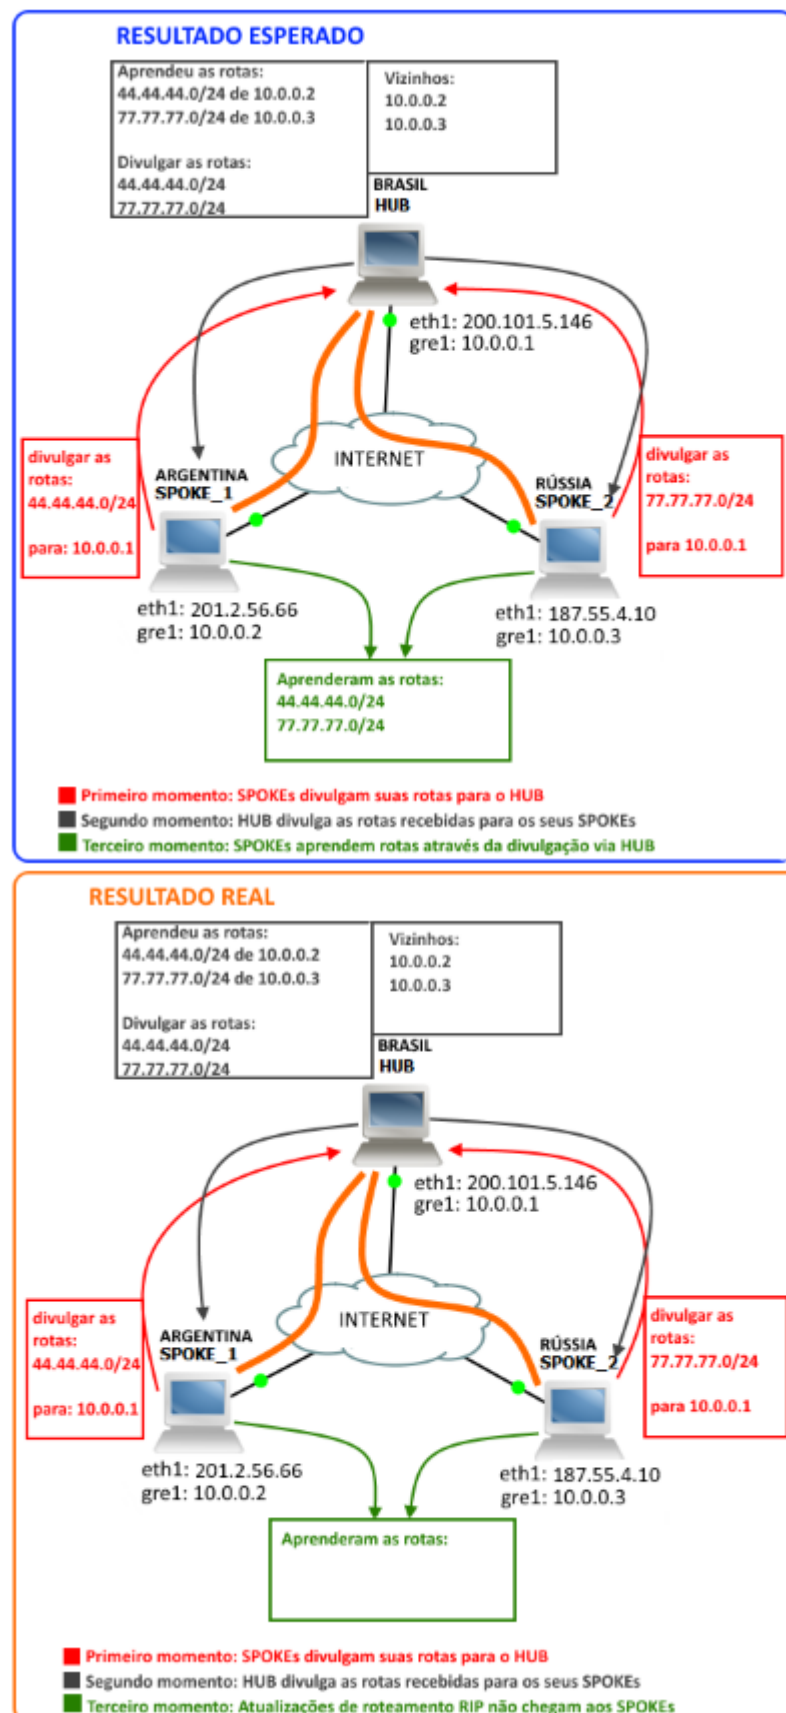 RESULTADO ESPERADO
Aprendeu as rotas:
44.44.44.0/24 de 10.0.0.2
77.77.77.0/24 de 10.0.0.3
Divulgar as rotas:
44.44.44.0/24
77.77.77.0/24
Vizinhos:
10.0.0.2
10.0.0.3
BRASIL
HUB
eth1: 200.101.5.146
gre1: 10.0.0.1
INTERNET
divulgar as
rotas:
44.44.44.0/24
para: 10.0.0.1
ARGENTINA
SPOKE_1
eth1: 201.2.56.66
gre1: 10.0.0.2
RÚSSIA
SPOKE_2
eth1: 187.55.4.10
gre1: 10.0.0.3
divulgar as
rotas:
77.77.77.0/24
para 10.0.0.1
Aprenderam as rotas:
44.44.44.0/24
77.77.77.0/24
Primeiro momento: SPOKEs divulgam suas rotas para o HUB
Segundo momento: HUB divulga as rotas recebidas para os seus SPOKEs
Terceiro momento: SPOKEs aprendem rotas através da divulgação via HUB
RESULTADO REAL
Aprendeu as rotas:
44.44.44.0/24 de 10.0.0.2
77.77.77.0/24 de 10.0.0.3
Divulgar as rotas:
44.44.44.0/24
77.77.77.0/24
Vizinhos:
10.0.0.2
10.0.0.3
BRASIL
HUB
eth1: 200.101.5.146
gre1: 10.0.0.1
INTERNET
divulgar as
rotas:
44.44.44.0/24
para: 10.0.0.1
ARGENTINA
SPOKE_1
eth1: 201.2.56.66
gre1: 10.0.0.2
RÚSSIA
SPOKE_2
eth1: 187.55.4.10
gre1: 10.0.0.3
divulgar as
rotas:
77.77.77.0/24
para 10.0.0.1
Aprenderam as rotas:
Primeiro momento: SPOKEs divulgam suas rotas para o HUB
Segundo momento: HUB divulga as rotas recebidas para os seus SPOKEs
Terceiro momento: Atualizações de roteamento RIP não chegam aos SPOKEs